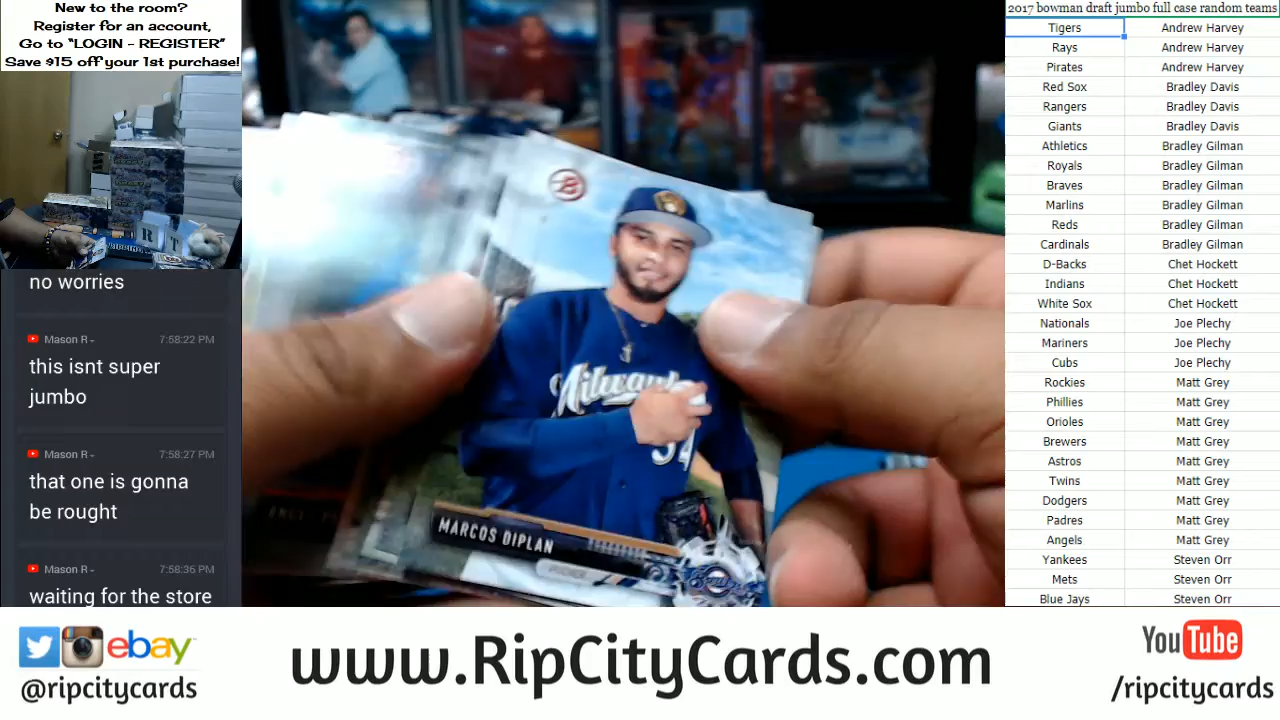 New to the room?
Register for an account,
Go to "LOGIN - REGISTER"
Save $15 off your 1st purchase!
no worries
Mason R - 7:58:22 PM
this isnt super
jumbo
Mason R - 7:58:27 PM
that one is gonna
be rought
Mason R - 7:58:36 PM
waiting for the store
B
Milwau
34
MARCOS DIPLAN
R T
2017 bowman draft jumbo full case random teams
Tigers Andrew Harvey
Rays Andrew Harvey
Pirates Andrew Harvey
Red Sox Bradley Davis
Rangers Bradley Davis
Giants Bradley Davis
Athletics Bradley Gilman
Royals Bradley Gilman
Braves Bradley Gilman
Marlins Bradley Gilman
Reds Bradley Gilman
Cardinals Bradley Gilman
D-Backs Chet Hockett
Indians Chet Hockett
White Sox Chet Hockett
Nationals Joe Plechy
Mariners Joe Plechy
Cubs Joe Plechy
Rockies Matt Grey
Phillies Matt Grey
Orioles Matt Grey
Brewers Matt Grey
Astros Matt Grey
Twins Matt Grey
Dodgers Matt Grey
Padres Matt Grey
Angels Matt Grey
Yankees Steven Orr
Mets Steven Orr
Blue Jays Steven Orr
ebay
@ripcitycards
www.RipCityCards.com
YouTube
/ripcitycards